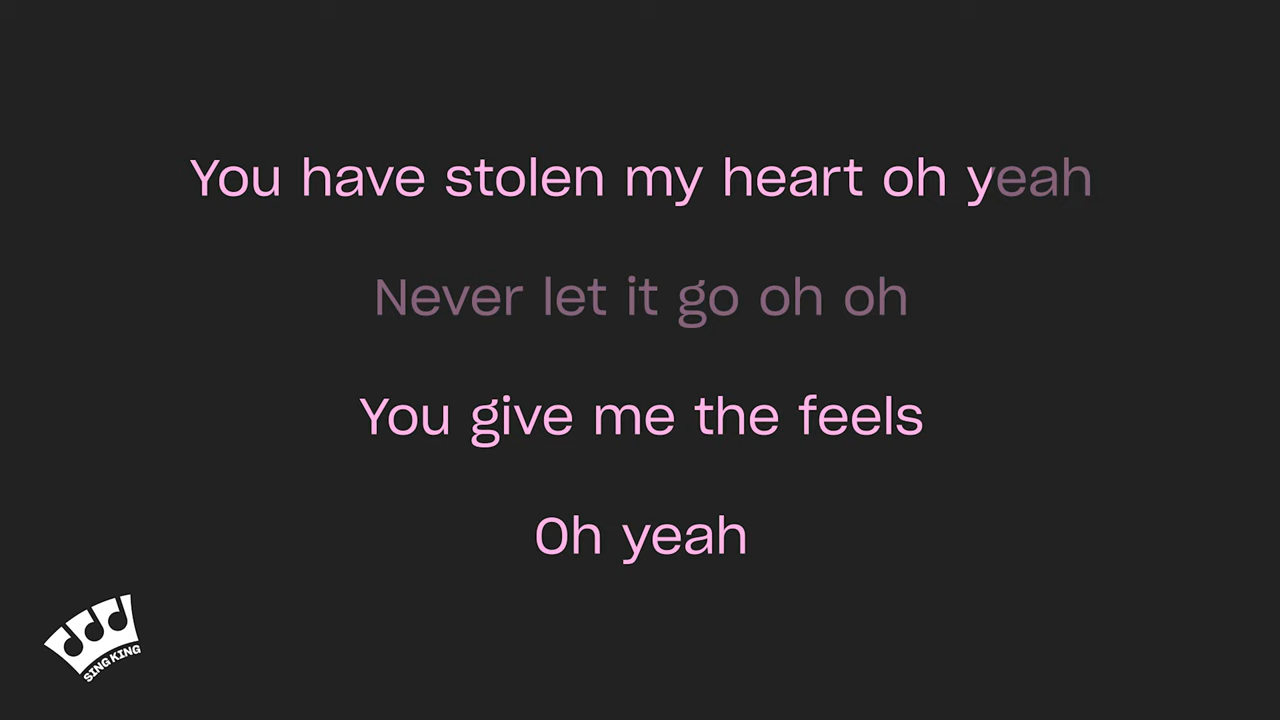 You have stolen my heart oh yeah
Never let it go oh oh
You give me the feels
Oh yeah
SING KING